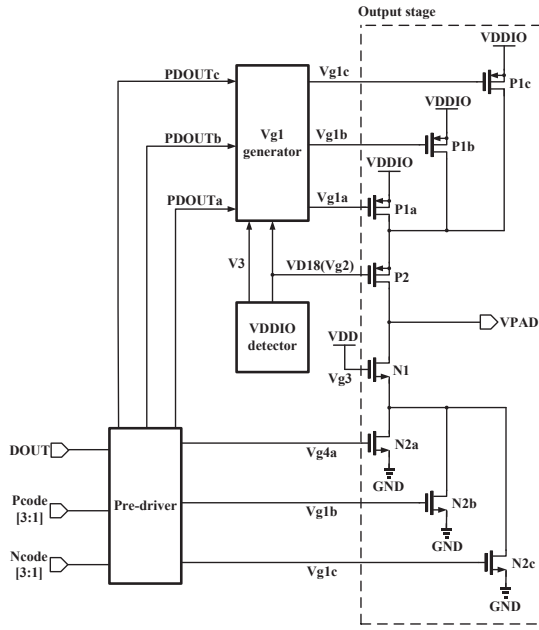 Output stage
VDDIO
PDOUTc
Vg1c
P1c
VDDIO
PDOUTb
Vg1
generator
Vg1b
P1b
VDDIO
PDOUTa
Vg1a
P1a
V3
VD18(Vg2)
P2
VDDIO
detector
VPAD
VDD
Vg3
N1
DOUT
Vg4a
N2a
GND
Pcode
[3:1]
Pre-driver
Vg1b
N2b
GND
Ncode
[3:1]
Vg1c
N2c
GND